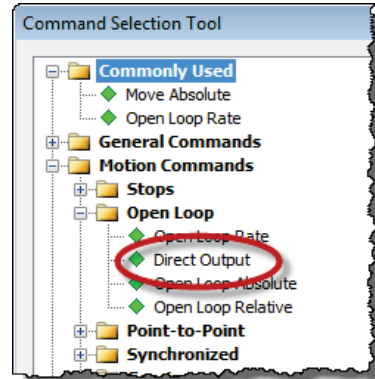 Command Selection Tool
Commonly Used
Move Absolute
Open Loop Rate
General Commands
Motion Commands
Stops
Open Loop
Open Loop Rate
Direct Output
Open Loop Absolute
Open Loop Relative
Point-to-Point
Synchronized